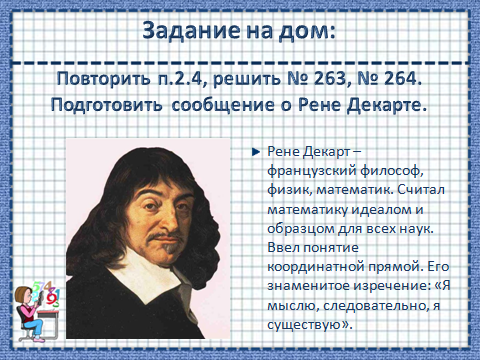 Задание на дом:
Повторить п.2.4, решить № 263, № 264.
Подготовить сообщение о Рене Декарте.
Рене Декарт –
французский философ,
физик, математик. Считал
математику идеалом и
образцом для всех наук.
Ввел понятие
координатной прямой. Его
знаменитое изречение: «Я
мыслю, следовательно, я
существую».